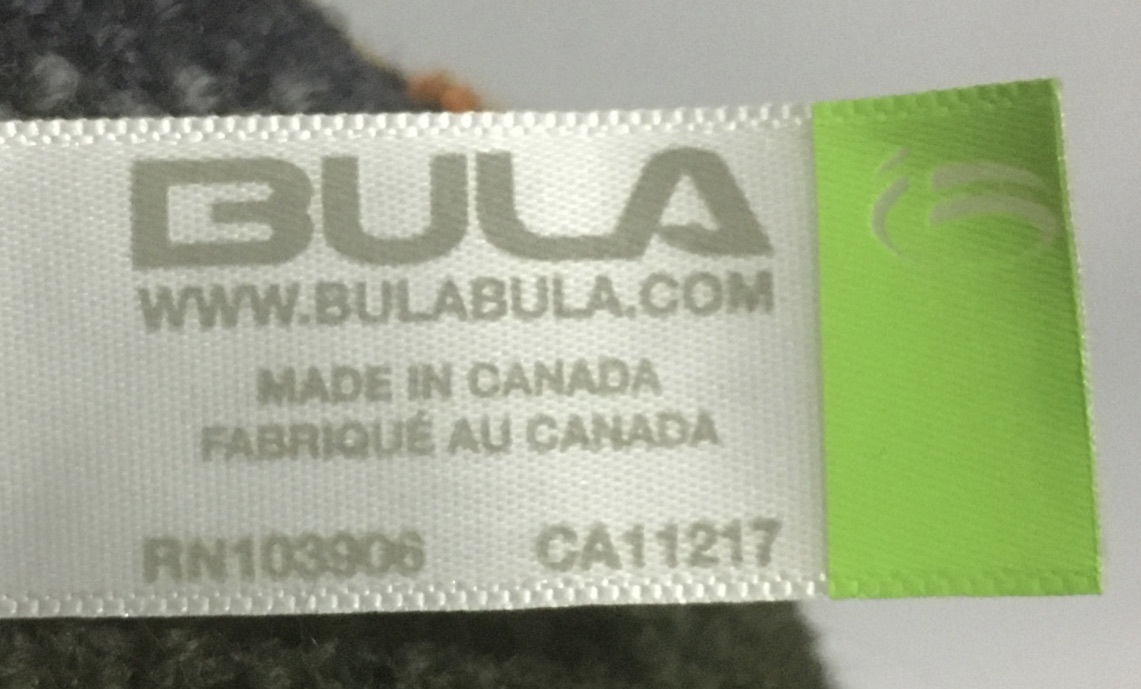 BULA
WWW.BULABULA.COM
MADE IN CANADA
FABRIQUÉ AU CANADA
RN103906 CA11217